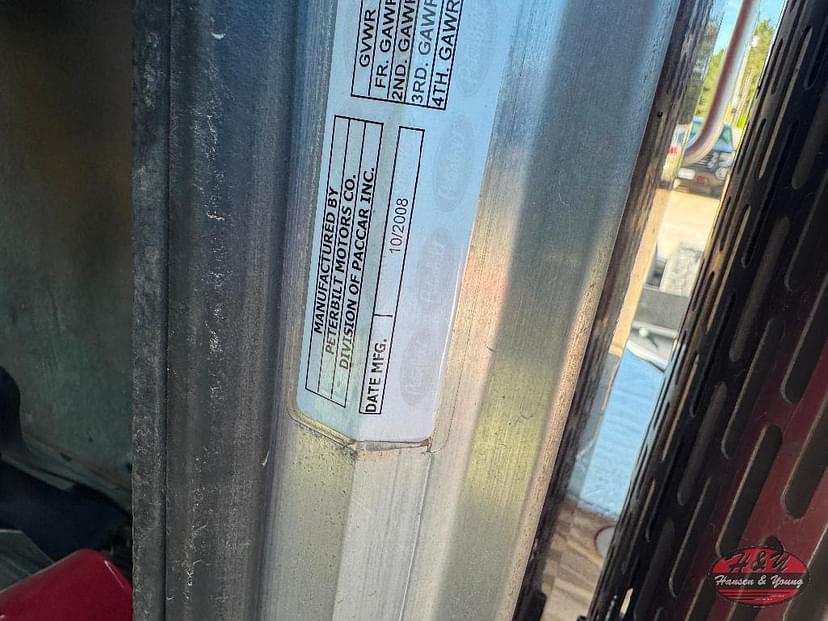 GVWR
FR. GAWR
2ND. GAWR
3RD. GAWR
4TH. GAWR
MANUFACTURED BY
PETERBILT MOTORS CO.
DIVISION OF PACCAR INC.
DATE MFG. 10/2008
H&Y
Hansen & Young